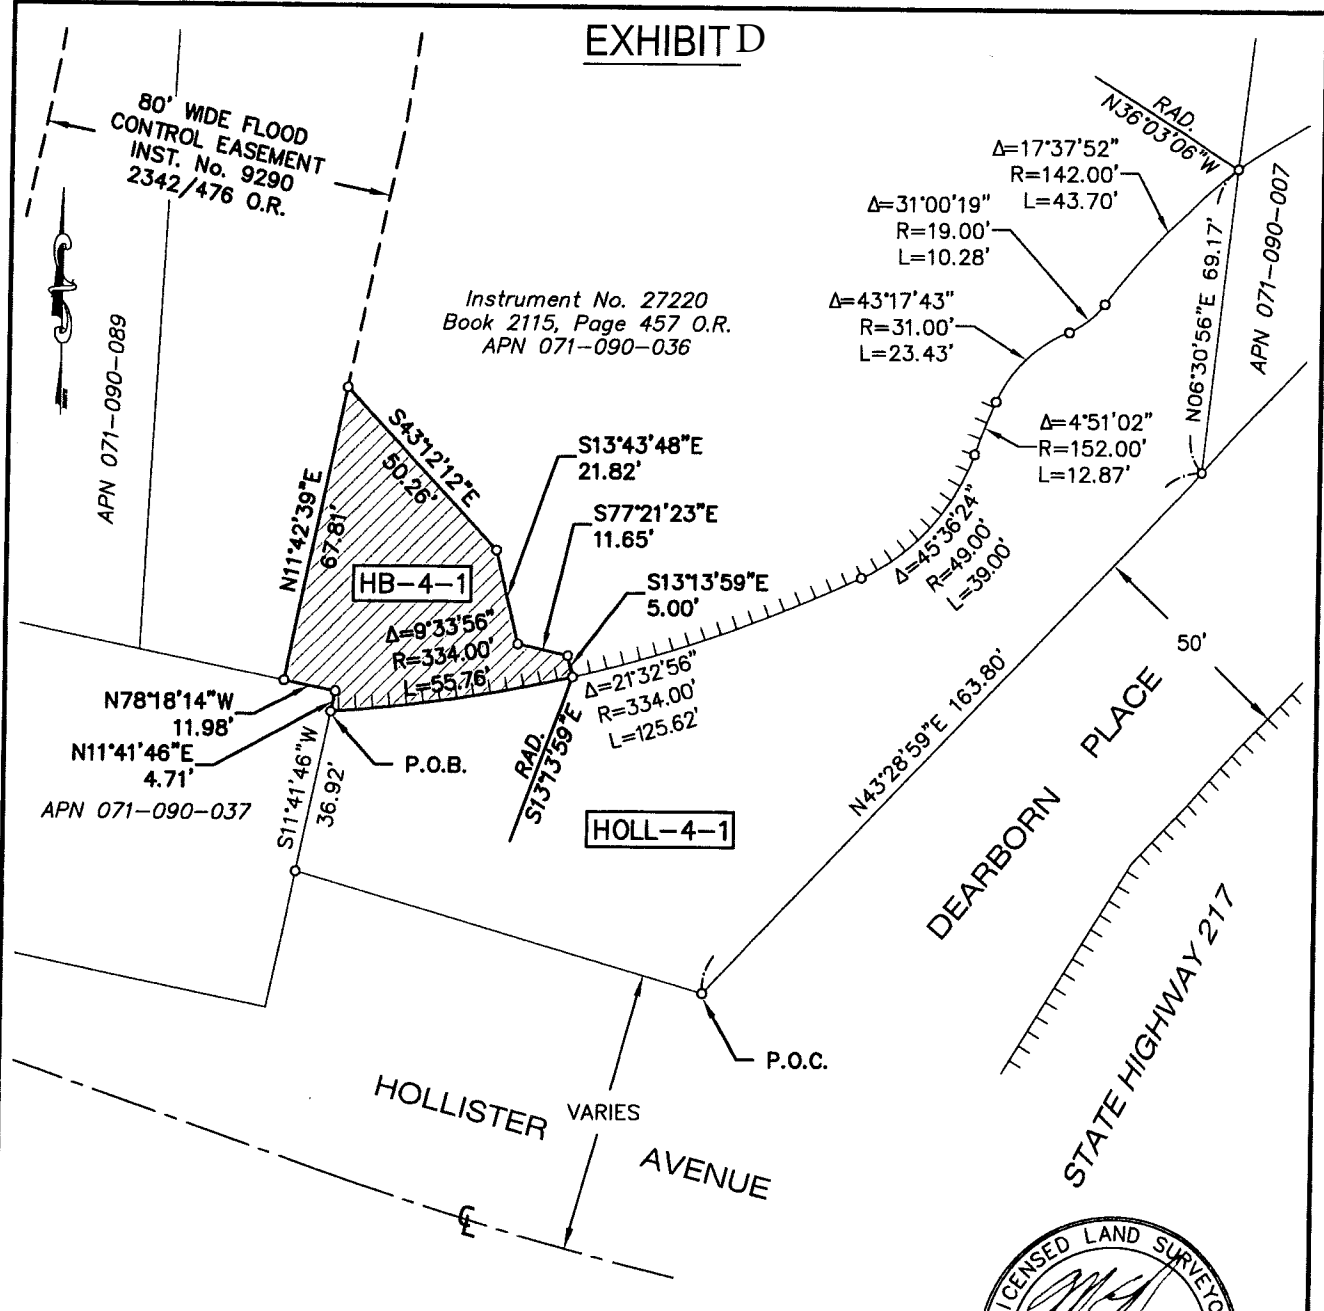 EXHIBIT D
80' WIDE FLOOD
CONTROL EASEMENT
INST. No. 9290
2342/476 O.R.
RAD.
N36°03'06"W
Δ=17°37'52"
R=142.00'
L=43.70'
Δ=31°00'19"
R=19.00'
L=10.28'
Δ=43°17'43"
R=31.00'
L=23.43'
N06°30'56"E 69.17'
APN 071-090-007
APN 071-090-089
Instrument No. 27220
Book 2115, Page 457 O.R.
APN 071-090-036
Δ=4°51'02"
R=152.00'
L=12.87'
S43°12'12"E
50.26'
S13°43'48"E
21.82'
S77°21'23"E
11.65'
S13°13'59"E
5.00'
N11°42'39"E
67.81'
HB-4-1
Δ=9°33'56"
R=334.00'
L=55.76'
Δ=45°36'24"
R=49.00'
L=39.00'
50'
N78°18'14"W
11.98'
N11°41'46"E
4.71'
APN 071-090-037
S11°41'46"W
36.92'
P.O.B.
RAD.
S13°13'59"E
Δ=21°32'56"
R=334.00'
L=125.62'
N43°28'59"E 163.80'
DEARBORN PLACE
HOLL-4-1
P.O.C.
HOLLISTER AVENUE
VARIES
STATE HIGHWAY 217
CL
LICENSED LAND SURVEYO